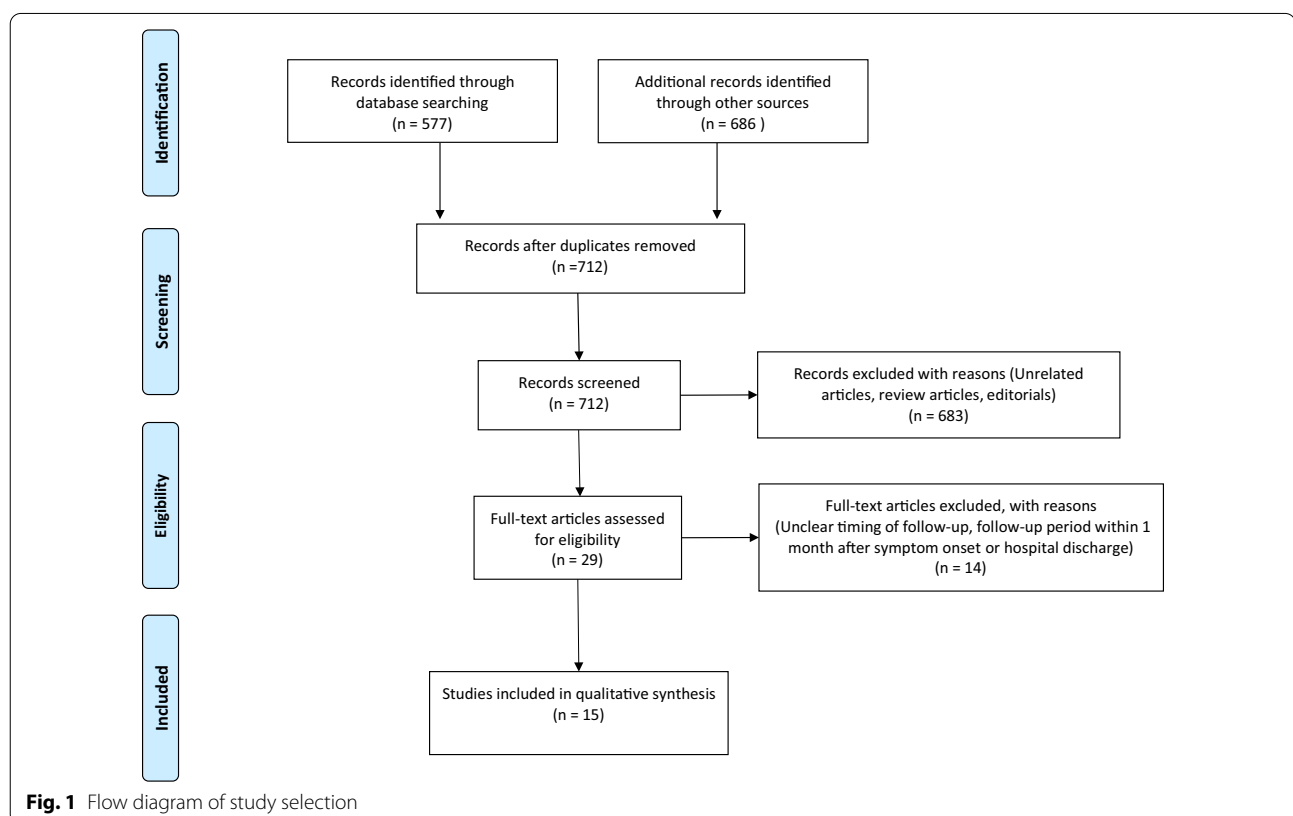 Identification
Records identified through
database searching
(n = 577)
Additional records identified
through other sources
(n = 686 )
Screening
Records after duplicates removed
(n =712)
Records screened
(n = 712)
Records excluded with reasons (Unrelated
articles, review articles, editorials)
(n = 683)
Eligibility
Full-text articles assessed
for eligibility
(n = 29)
Full-text articles excluded, with reasons
(Unclear timing of follow-up, follow-up period within 1
month after symptom onset or hospital discharge)
(n = 14)
Included
Studies included in qualitative synthesis
(n = 15)
Fig. 1 Flow diagram of study selection